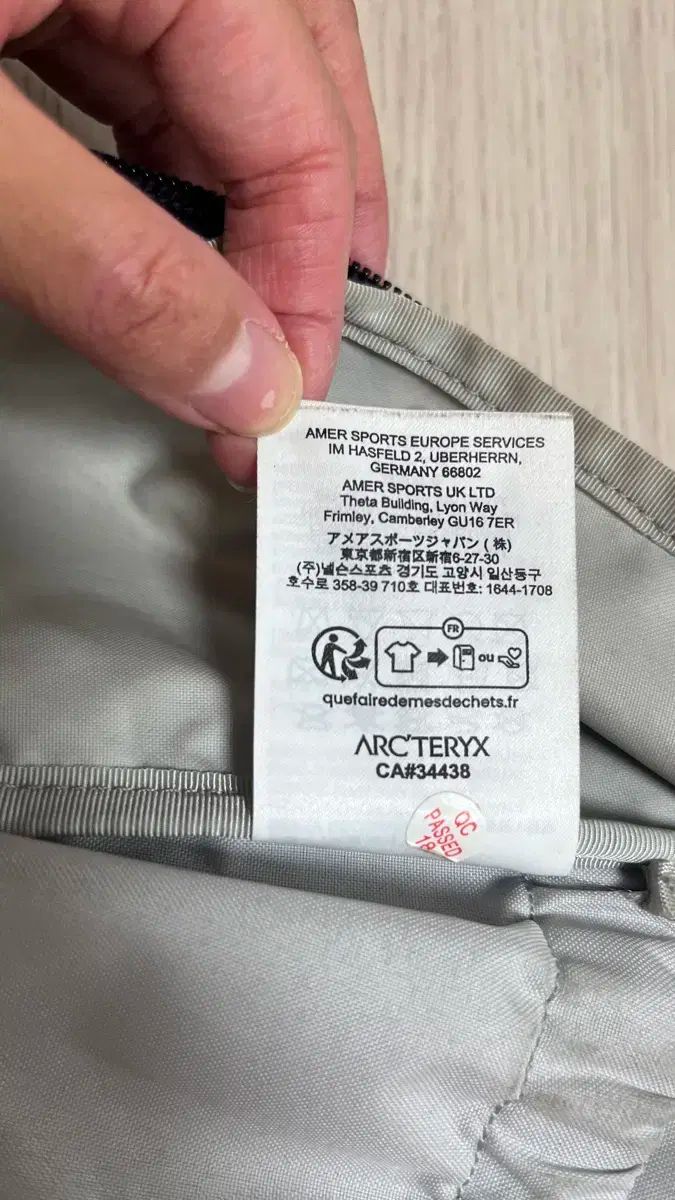 AMER SPORTS EUROPE SERVICES
IM HASFELD 2, UBERHERRN,
GERMANY 66802
AMER SPORTS UK LTD
Theta Building, Lyon Way
Frimley, Camberley GU16 7ER
アメアスポーツジャパン (株)
東京都新宿区新宿6-27-30
(주)넬슨스포츠 경기도 고양시 일산동구
호수로 358-39 710호 대표번호: 1644-1708
FR
ou
quefairedemesdechets.fr
ARC'TERYX
CA#34438
QC
PASSED